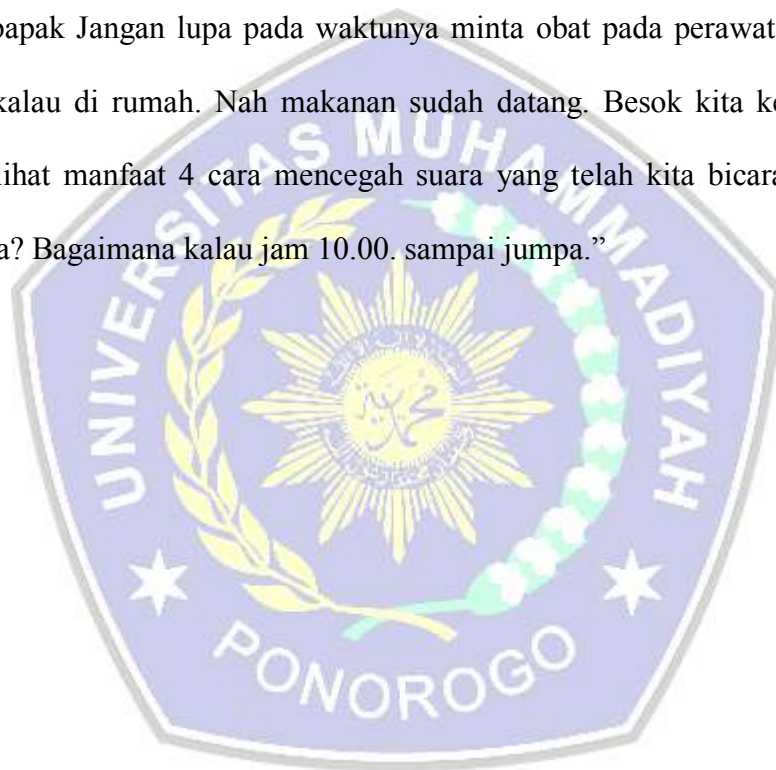 bapak Jangan lupa pada waktunya minta obat pada perawat
kalau di rumah. Nah makanan sudah datang. Besok kita ke
lihat manfaat 4 cara mencegah suara yang telah kita bicara
a? Bagaimana kalau jam 10.00. sampai jumpa.”
UNIVERSITAS MUHAMMADIYAH
PONOROGO